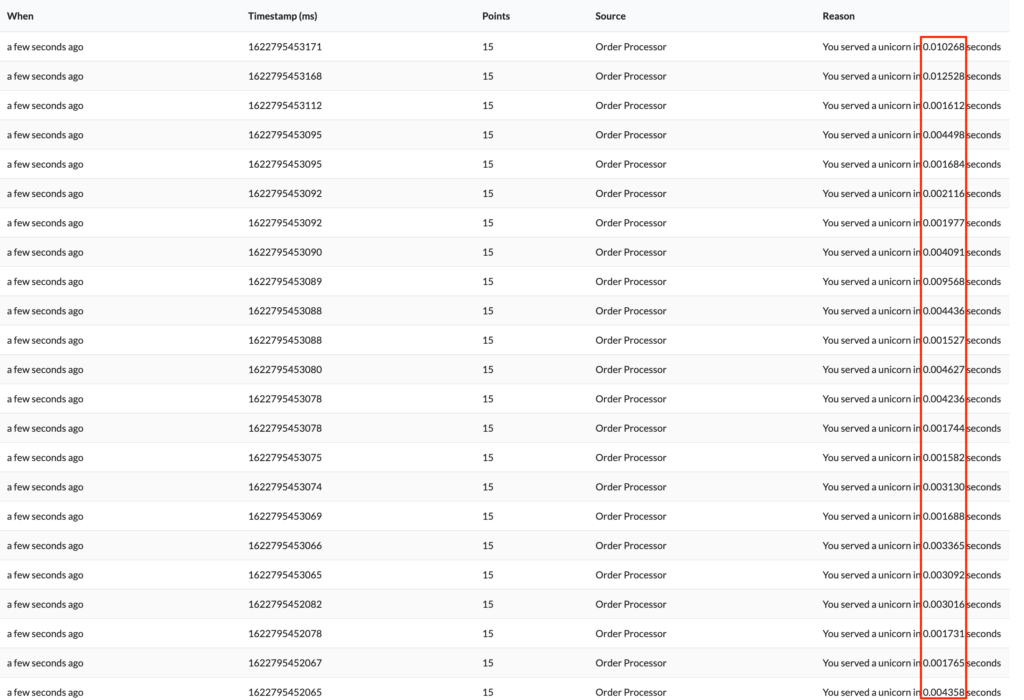 When Timestamp (ms) Points Source Reason
a few seconds ago 1622795453171 15 Order Processor You served a unicorn in 0.010268 seconds
a few seconds ago 1622795453168 15 Order Processor You served a unicorn in 0.012528 seconds
a few seconds ago 1622795453112 15 Order Processor You served a unicorn in 0.001612 seconds
a few seconds ago 1622795453095 15 Order Processor You served a unicorn in 0.004498 seconds
a few seconds ago 1622795453095 15 Order Processor You served a unicorn in 0.001684 seconds
a few seconds ago 1622795453092 15 Order Processor You served a unicorn in 0.002116 seconds
a few seconds ago 1622795453092 15 Order Processor You served a unicorn in 0.001977 seconds
a few seconds ago 1622795453090 15 Order Processor You served a unicorn in 0.004091 seconds
a few seconds ago 1622795453089 15 Order Processor You served a unicorn in 0.009568 seconds
a few seconds ago 1622795453088 15 Order Processor You served a unicorn in 0.004436 seconds
a few seconds ago 1622795453088 15 Order Processor You served a unicorn in 0.001527 seconds
a few seconds ago 1622795453080 15 Order Processor You served a unicorn in 0.004627 seconds
a few seconds ago 1622795453078 15 Order Processor You served a unicorn in 0.004236 seconds
a few seconds ago 1622795453078 15 Order Processor You served a unicorn in 0.001744 seconds
a few seconds ago 1622795453075 15 Order Processor You served a unicorn in 0.001582 seconds
a few seconds ago 1622795453074 15 Order Processor You served a unicorn in 0.003130 seconds
a few seconds ago 1622795453069 15 Order Processor You served a unicorn in 0.001688 seconds
a few seconds ago 1622795453066 15 Order Processor You served a unicorn in 0.003365 seconds
a few seconds ago 1622795453065 15 Order Processor You served a unicorn in 0.003092 seconds
a few seconds ago 1622795452082 15 Order Processor You served a unicorn in 0.003016 seconds
a few seconds ago 1622795452078 15 Order Processor You served a unicorn in 0.001731 seconds
a few seconds ago 1622795452067 15 Order Processor You served a unicorn in 0.001765 seconds
a few seconds ago 1622795452065 15 Order Processor You served a unicorn in 0.004358 seconds